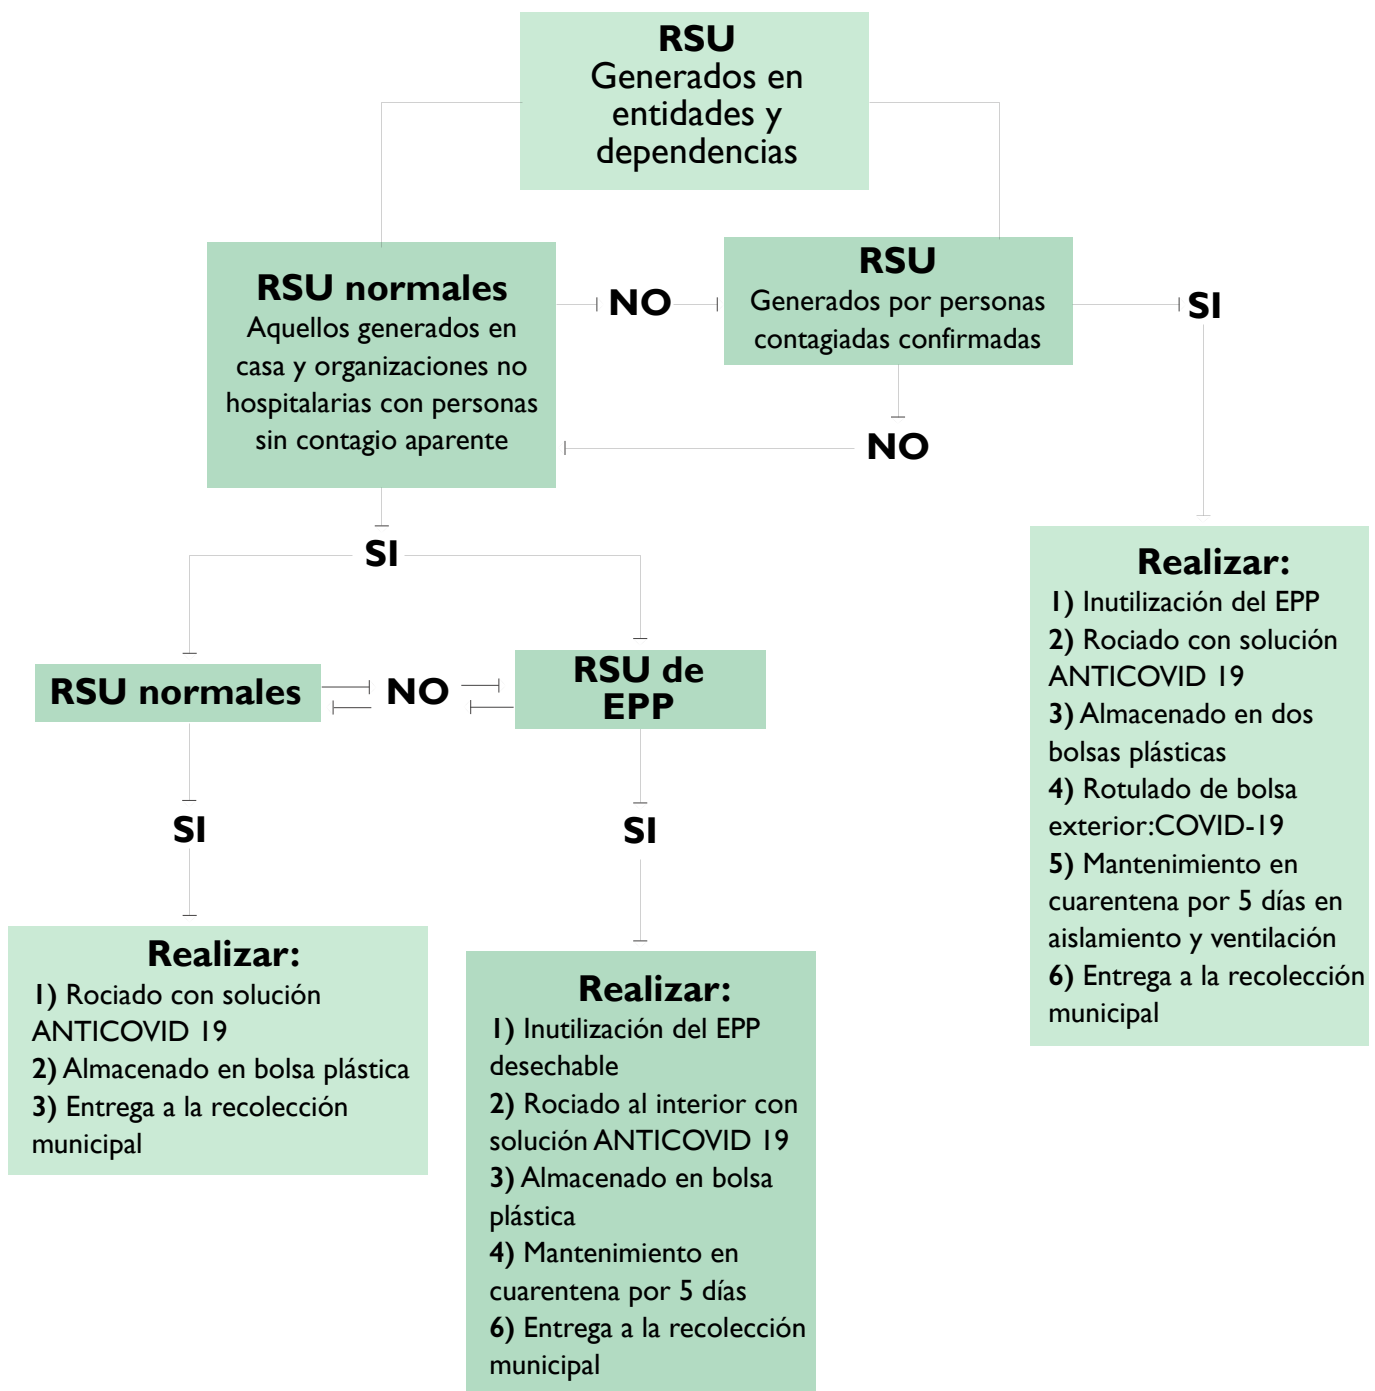 RSU
Generados en
entidades y
dependencias
RSU normales
Aquellos generados en
casa y organizaciones no
hospitalarias con personas
sin contagio aparente
NO
RSU
Generados por personas
contagiadas confirmadas
SI
NO
SI
RSU normales
NO
RSU de
EPP
SI
SI
Realizar:
1) Inutilización del EPP
2) Rociado con solución
ANTICOVID 19
3) Almacenado en dos
bolsas plásticas
4) Rotulado de bolsa
exterior:COVID-19
5) Mantenimiento en
cuarentena por 5 días en
aislamiento y ventilación
6) Entrega a la recolección
municipal
Realizar:
1) Rociado con solución
ANTICOVID 19
2) Almacenado en bolsa plástica
3) Entrega a la recolección
municipal
Realizar:
1) Inutilización del EPP
desechable
2) Rociado al interior con
solución ANTICOVID 19
3) Almacenado en bolsa
plástica
4) Mantenimiento en
cuarentena por 5 días
6) Entrega a la recolección
municipal